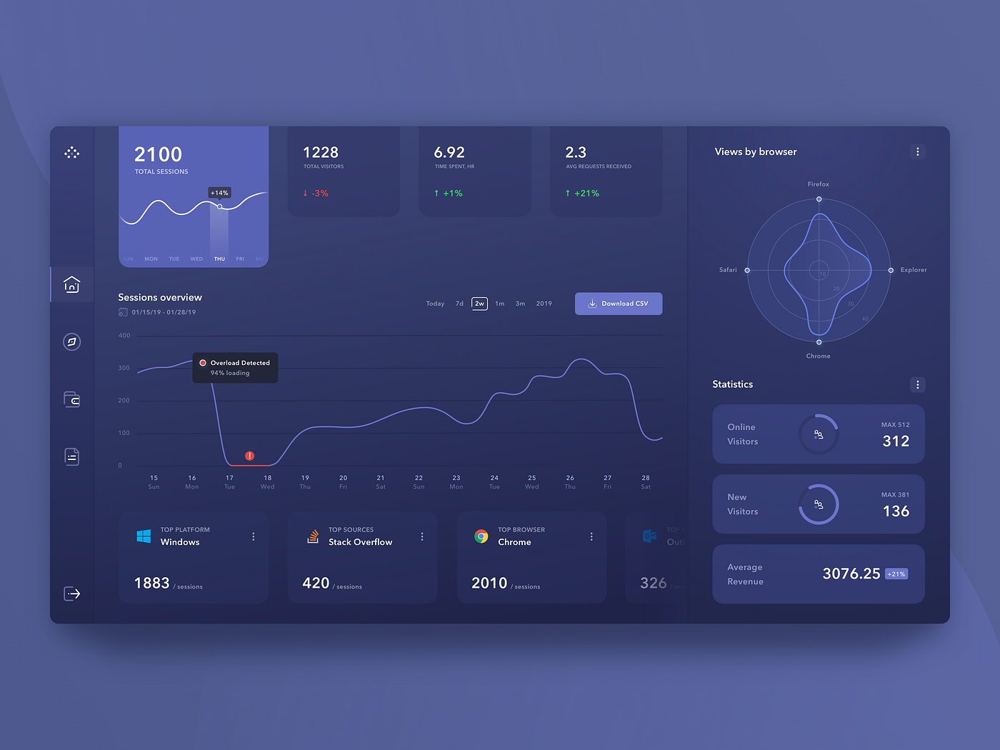 2100
TOTAL SESSIONS
+14%
SUN MON TUE WED THU FRI SAT
1228
TOTAL VISITORS
↓ -3%
6.92
TIME SPENT, HR
↑ +1%
2.3
AVG REQUESTS RECEIVED
↑ +21%
Sessions overview
01/15/19 - 01/28/19
Today 7d 2w 1m 3m 2019
Download CSV
400
300
200
100
0
Overload Detected
94% loading
!
15 16 17 18 19 20 21 22 23 24 25 26 27 28
Sun Mon Tue Wed Thu Fri Sat Sun Mon Tue Wed Thu Fri Sat
TOP PLATFORM
Windows
1883 / sessions
TOP SOURCES
Stack Overflow
420 / sessions
TOP BROWSER
Chrome
2010 / sessions
TOP
326
Views by browser
Firefox
Safari
Explorer
Chrome
10
20
30
40
Statistics
Online
Visitors
MAX 512
312
New
Visitors
MAX 381
136
Average
Revenue
3076.25 +21%